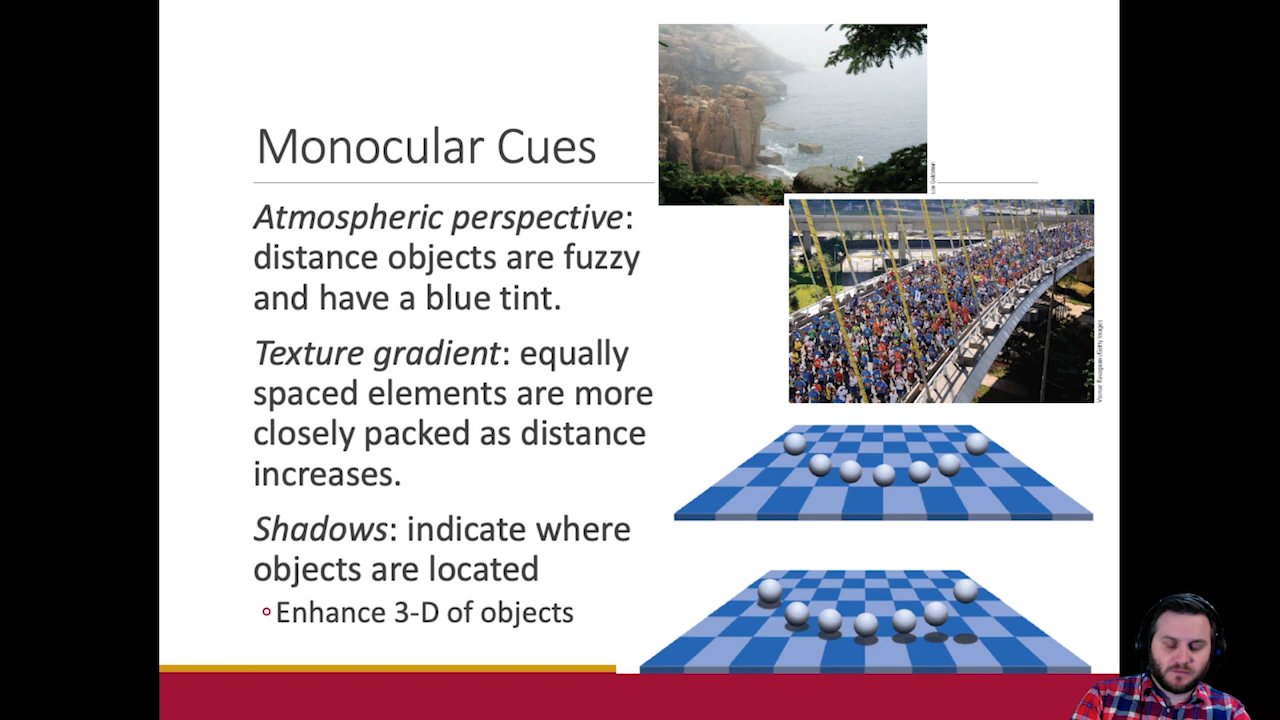 Monocular Cues
Atmospheric perspective:
distance objects are fuzzy
and have a blue tint.
Texture gradient: equally
spaced elements are more
closely packed as distance
increases.
Shadows: indicate where
objects are located
Enhance 3-D of objects